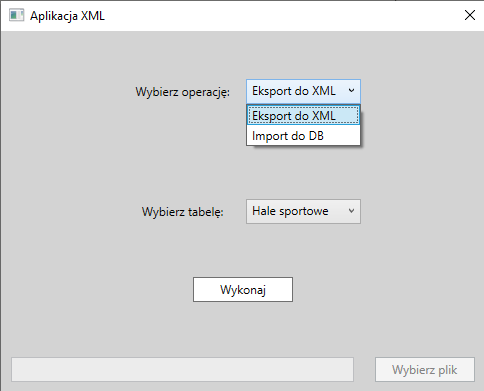 Aplikacja XML
Wybierz operację: Eksport do XML
Eksport do XML
Import do DB
Wybierz tabelę: Hale sportowe
Wykonaj
Wybierz plik